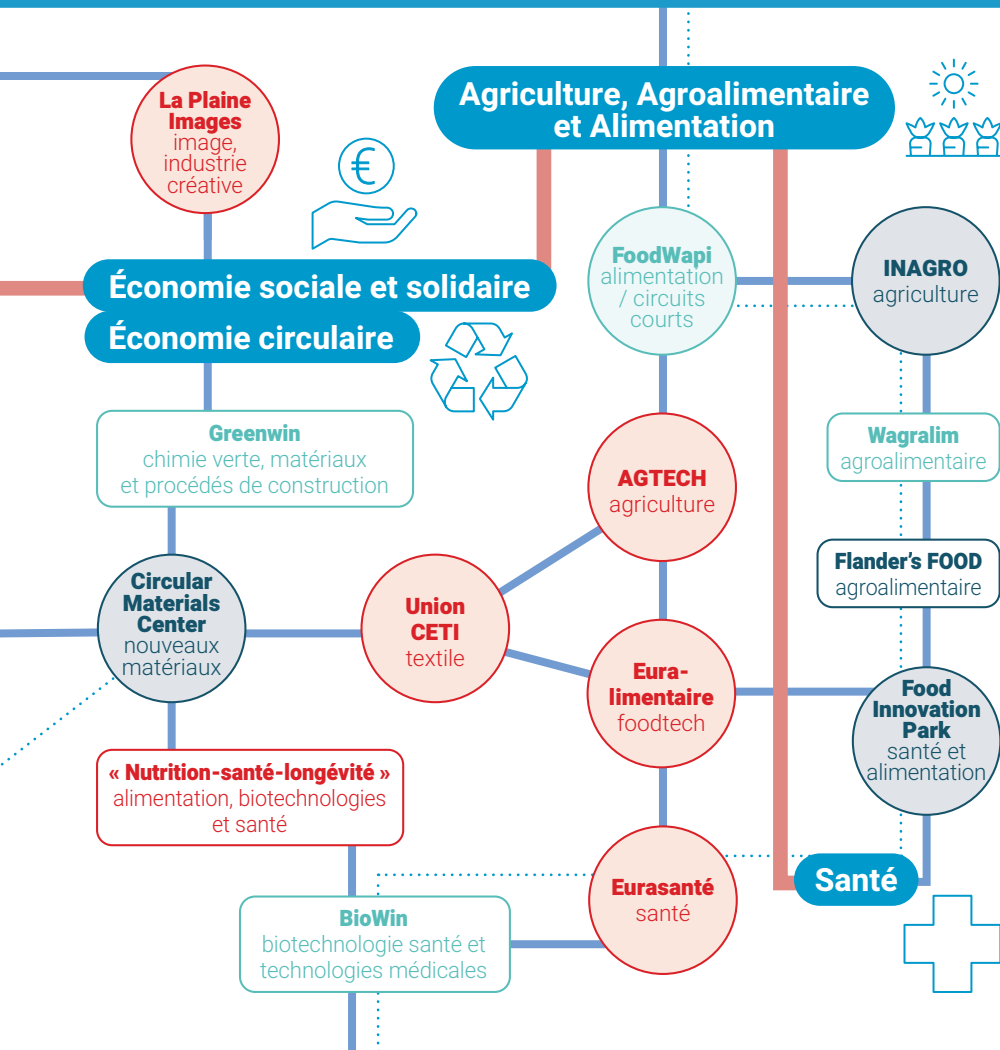 La Plaine
Images
image,
industrie
créative
€
Agriculture, Agroalimentaire
et Alimentation
Économie sociale et solidaire
Économie circulaire
FoodWapi
alimentation
/ circuits
courts
INAGRO
agriculture
Greenwin
chimie verte, matériaux
et procédés de construction
AGTECH
agriculture
Wagralim
agroalimentaire
Flander’s FOOD
agroalimentaire
Circular
Materials
Center
nouveaux
matériaux
Union
CETI
textile
Eura-
limentaire
foodtech
Food
Innovation
Park
santé et
alimentation
« Nutrition-santé-longévité »
alimentation, biotechnologies
et santé
Eurasanté
santé
Santé
BioWin
biotechnologie santé et
technologies médicales